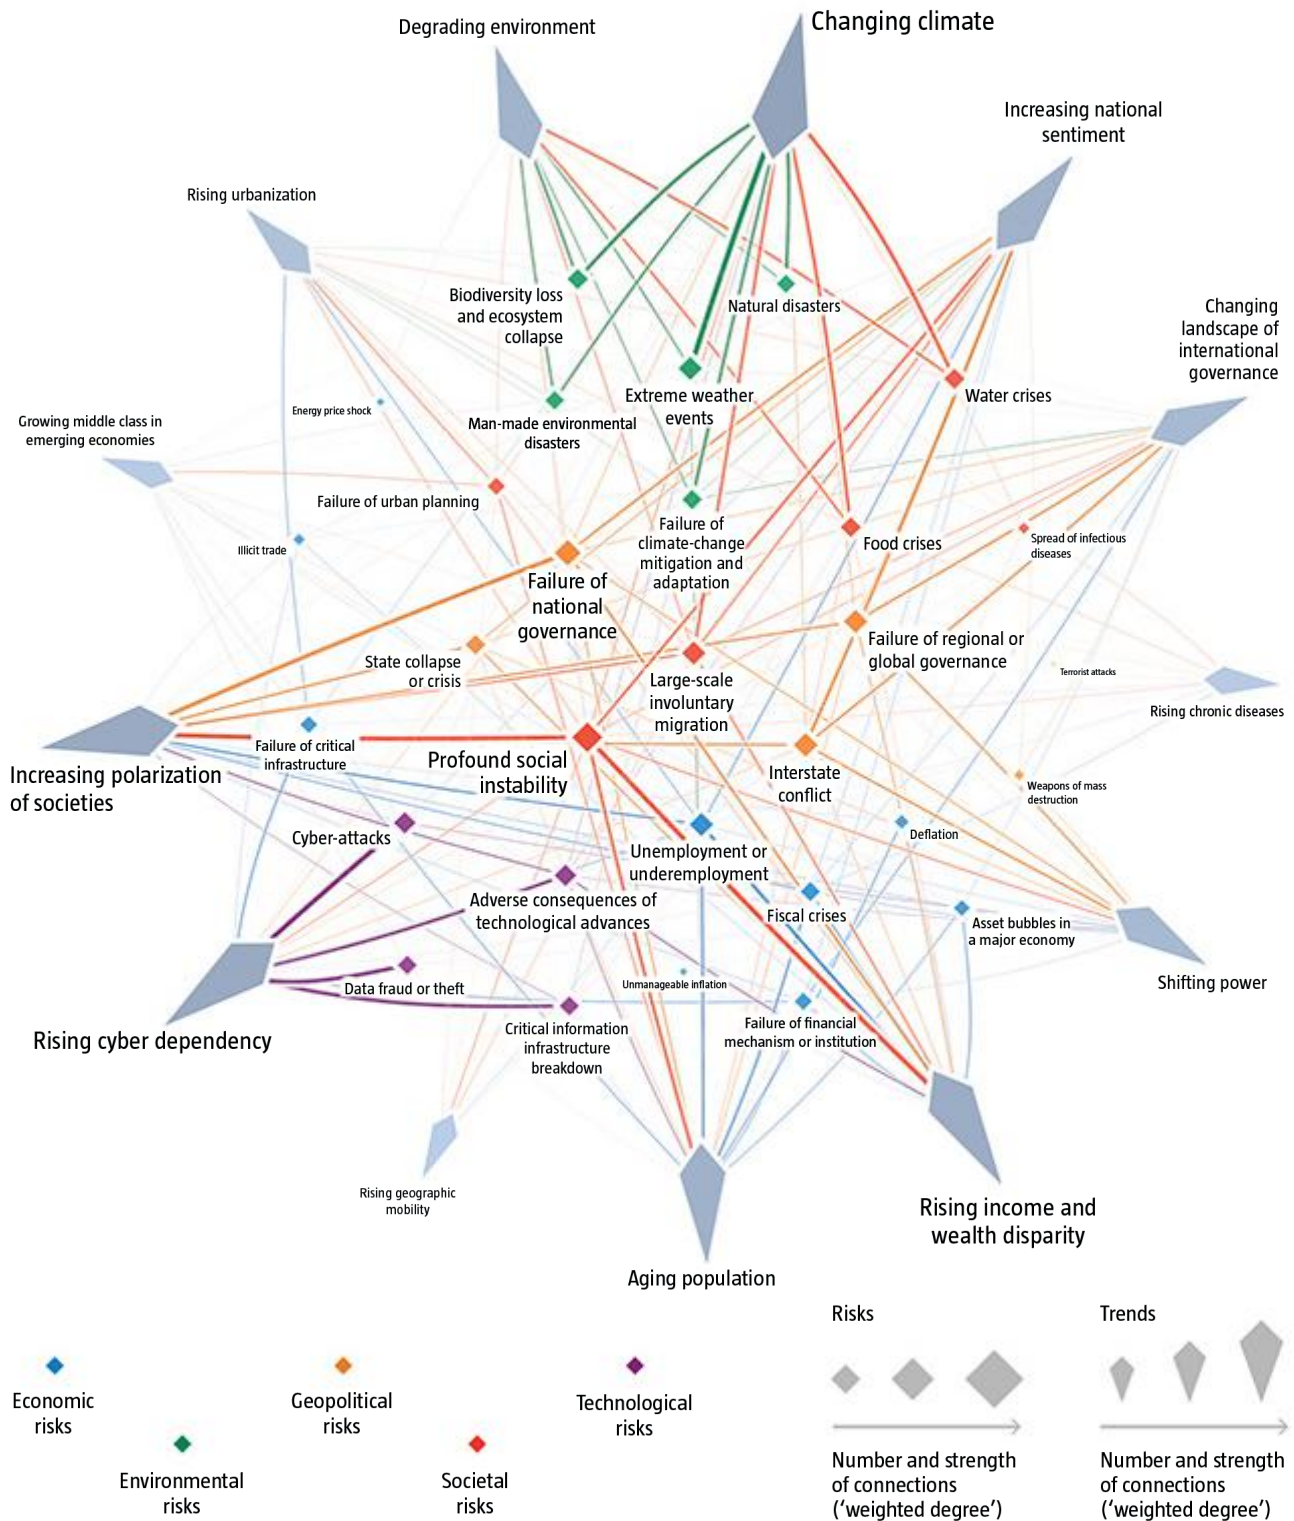 Changing climate
Degrading environment
Increasing national
sentiment
Rising urbanization
Changing
landscape of
international
governance
Biodiversity loss
and ecosystem
collapse
Natural disasters
Energy price shock
Extreme weather
events
Water crises
Growing middle class in
emerging economies
Man-made environmental
disasters
Failure of urban planning
Failure of
climate-change
mitigation and
adaptation
Food crises
Spread of infectious
diseases
Illicit trade
Failure of
national
governance
Failure of regional or
global governance
State collapse
or crisis
Large-scale
involuntary
migration
Terrorist attacks
Rising chronic diseases
Failure of critical
infrastructure
Profound social
instability
Interstate
conflict
Increasing polarization
of societies
Weapons of mass
destruction
Cyber-attacks
Unemployment or
underemployment
Deflation
Adverse consequences of
technological advances
Fiscal crises
Asset bubbles in
a major economy
Data fraud or theft
Unmanageable inflation
Shifting power
Rising cyber dependency
Critical information
infrastructure
breakdown
Failure of financial
mechanism or institution
Rising geographic
mobility
Rising income and
wealth disparity
Aging population
Risks
Trends
Economic
risks
Geopolitical
risks
Technological
risks
Environmental
risks
Societal
risks
Number and strength
of connections
(‘weighted degree’)
Number and strength
of connections
(‘weighted degree’)